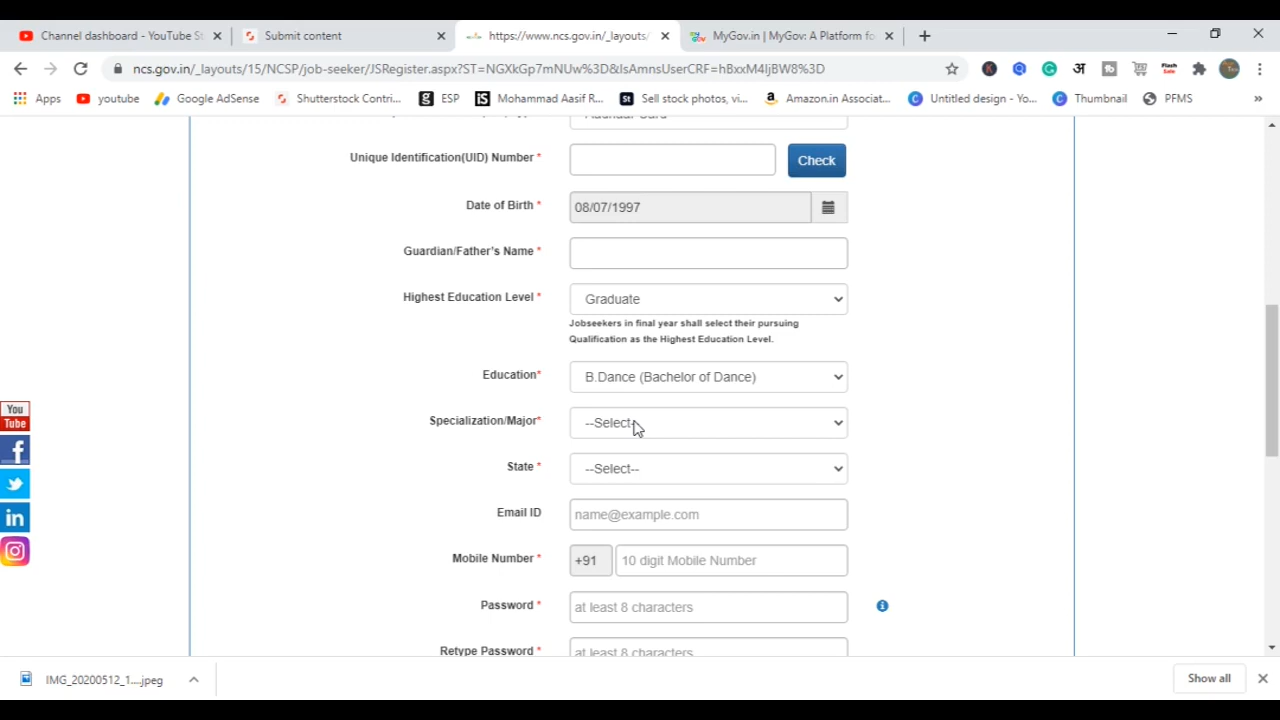 Channel dashboard - YouTube St
Submit content
https://www.ncs.gov.in/_layouts/
MyGov.in | MyGov: A Platform fo
ncs.gov.in/_layouts/15/NCSP/job-seeker/JSRegister.aspx?ST=NGXkGp7mNUw%3D&IsAmnsUserCRF=hBxxM4IjBW8%3D
Apps
youtube
Google AdSense
Shutterstock Contri...
ESP
Mohammad Aasif R...
Sell stock photos, vi...
Amazon.in Associat...
Untitled design - Yo...
Thumbnail
PFMS
»
Unique Identification(UID) Number *
Check
Date of Birth *
08/07/1997
Guardian/Father's Name *
Highest Education Level *
Graduate
Jobseekers in final year shall select their pursuing
Qualification as the Highest Education Level.
Education*
B.Dance (Bachelor of Dance)
Specialization/Major*
--Select--
State *
--Select--
Email ID
name@example.com
Mobile Number *
+91
10 digit Mobile Number
Password *
at least 8 characters
Retype Password *
at least 8 characters
You
Tube
IMG_20200512_1....jpeg
Show all